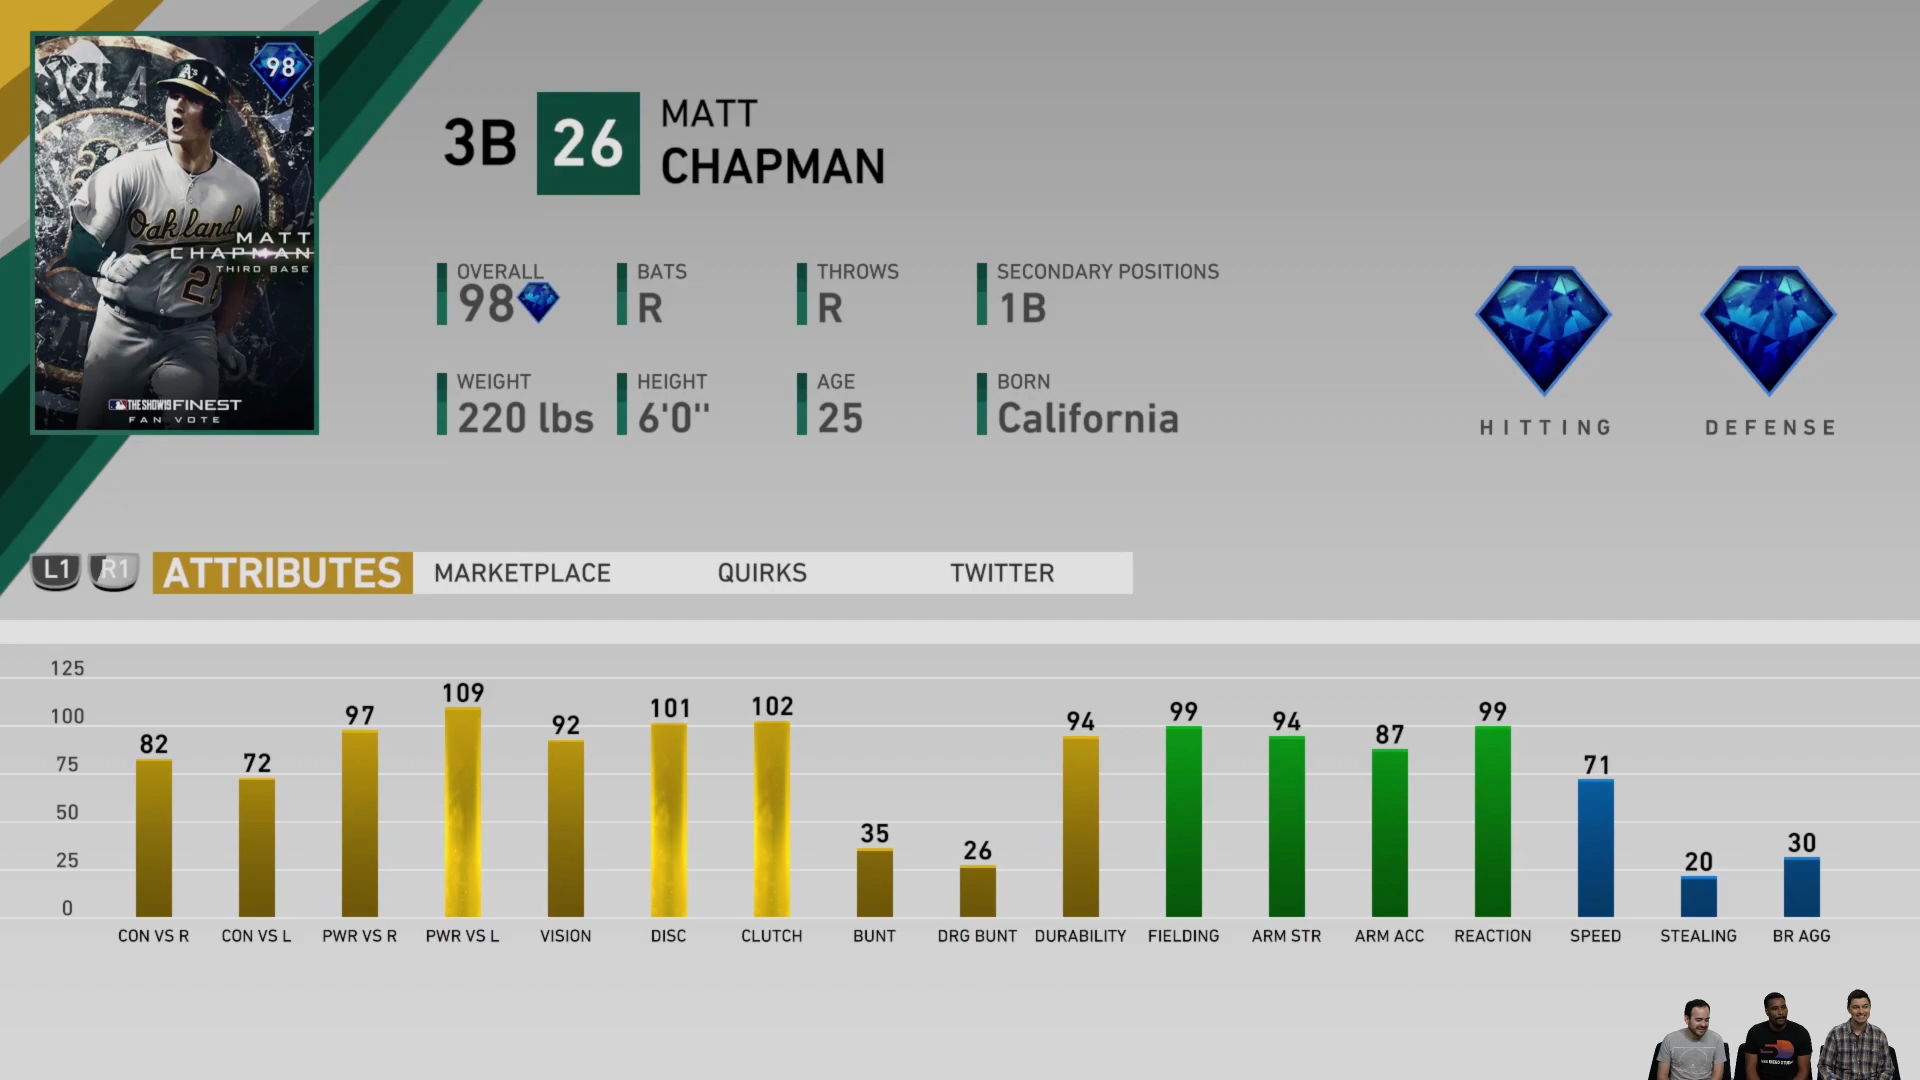 98
A's
Oakland
MATT
CHAPMAN
THIRD BASE
THE SHOW19 FINEST
FAN VOTE
3B 26 MATT
CHAPMAN
OVERALL BATS THROWS SECONDARY POSITIONS
98 R R 1B
WEIGHT HEIGHT AGE BORN
220 lbs 6'0" 25 California
HITTING DEFENSE
L1 R1 ATTRIBUTES MARKETPLACE QUIRKS TWITTER
125
100
75
50
25
0
82 72 97 109 92 101 102 35 26 94 99 94 87 99 71 20 30
CON VS R CON VS L PWR VS R PWR VS L VISION DISC CLUTCH BUNT DRG BUNT DURABILITY FIELDING ARM STR ARM ACC REACTION SPEED STEALING BR AGG